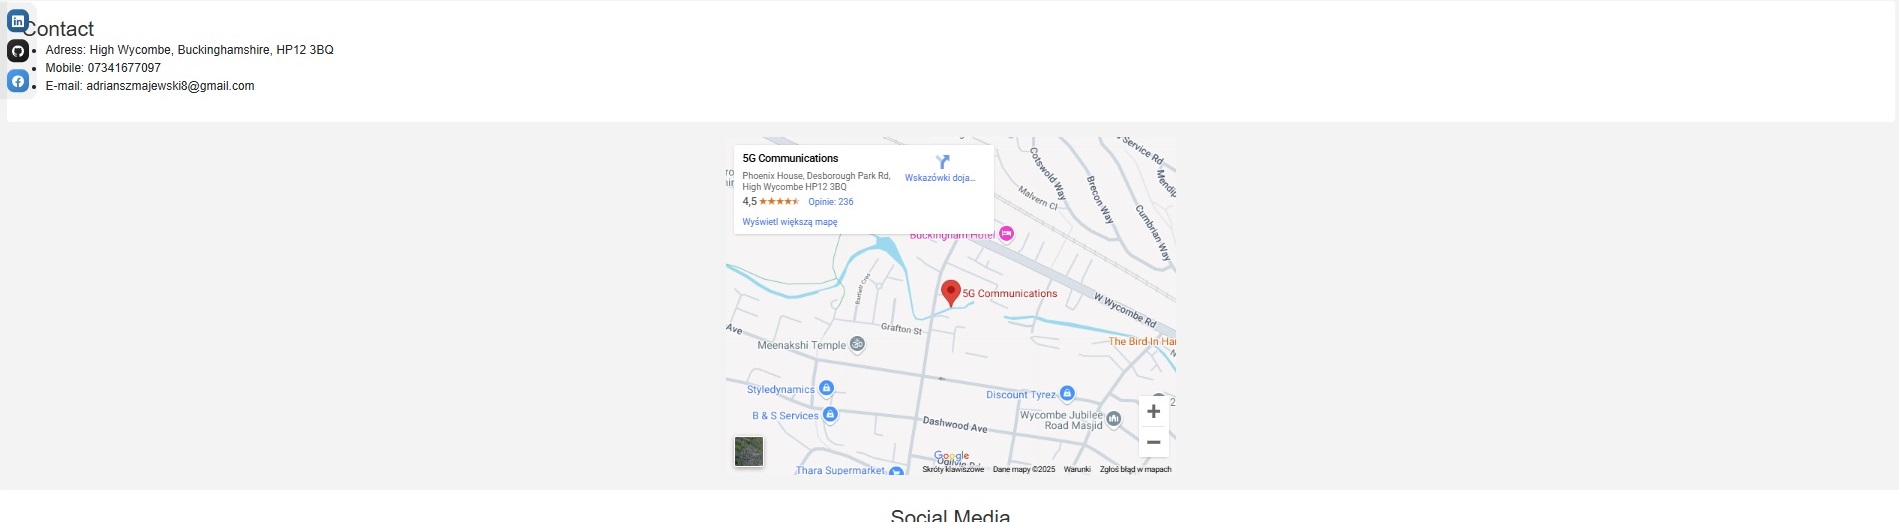 Contact
Adress: High Wycombe, Buckinghamshire, HP12 3BQ
Mobile: 07341677097
E-mail: adrianszmajewski8@gmail.com
5G Communications
Phoenix House, Desborough Park Rd,
High Wycombe HP12 3BQ
4,5
Opinie: 236
Wyświetl większą mapę
Wskazówki doja...
Service Rd
Cotswold Way
Mendip
Brecon Way
Malvern Cl
Cumbrian Way
Buckingham Hotel
5G Communications
W Wycombe Rd
Grafton St
Ave
Meenakshi Temple
The Bird In Ha
Styledynamics
Discount Tyrez
B & S Services
Wycombe Jubilee
Road Masjid
Dashwood Ave
Thara Supermarket
Google
Skróty klawiszowe
Dane mapy ©2025
Warunki
Zgłoś błąd w mapach
Social Media